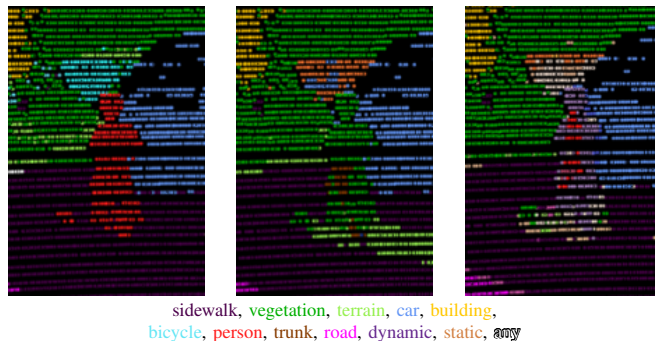 sidewalk, vegetation, terrain, car, building,
bicycle, person, trunk, road, dynamic, static, any